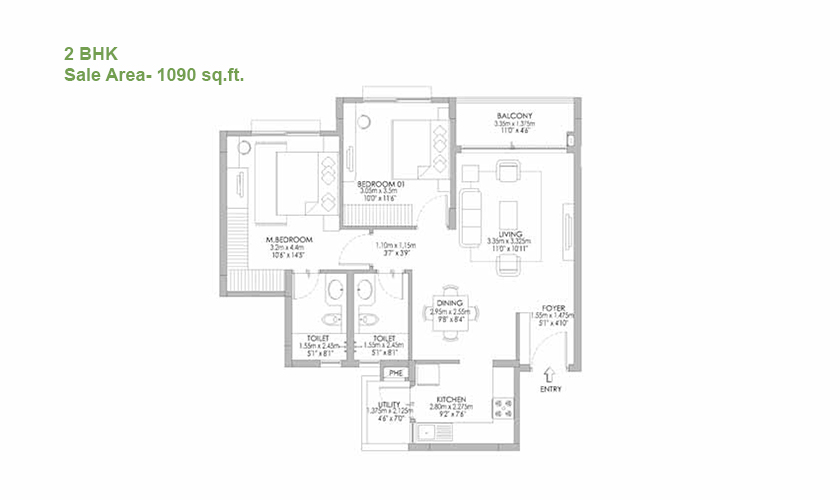 2 BHK
Sale Area- 1090 sq.ft.
BALCONY
3.35m x 1.375m
11'0" x 4'6"
BEDROOM 01
3.05m x 3.5m
10'0" x 11'6"
M.BEDROOM
3.2m x 4.4m
10'6" x 14'5"
1.10m x 1.15m
3'7" x 3'9"
LIVING
3.35m x 3.325m
11'0" x 10'11"
DINING
2.95m x 2.55m
9'8" x 8'4"
FOYER
1.55m x 1.475m
5'1" x 4'10"
TOILET
1.55m x 2.45m
5'1" x 8'1"
TOILET
1.55m x 2.45m
5'1" x 8'1"
PHE
ENTRY
UTILITY
1.375m x 2.125m
4'6" x 7'0"
KITCHEN
2.80m x 2.275m
9'2" x 7'6"